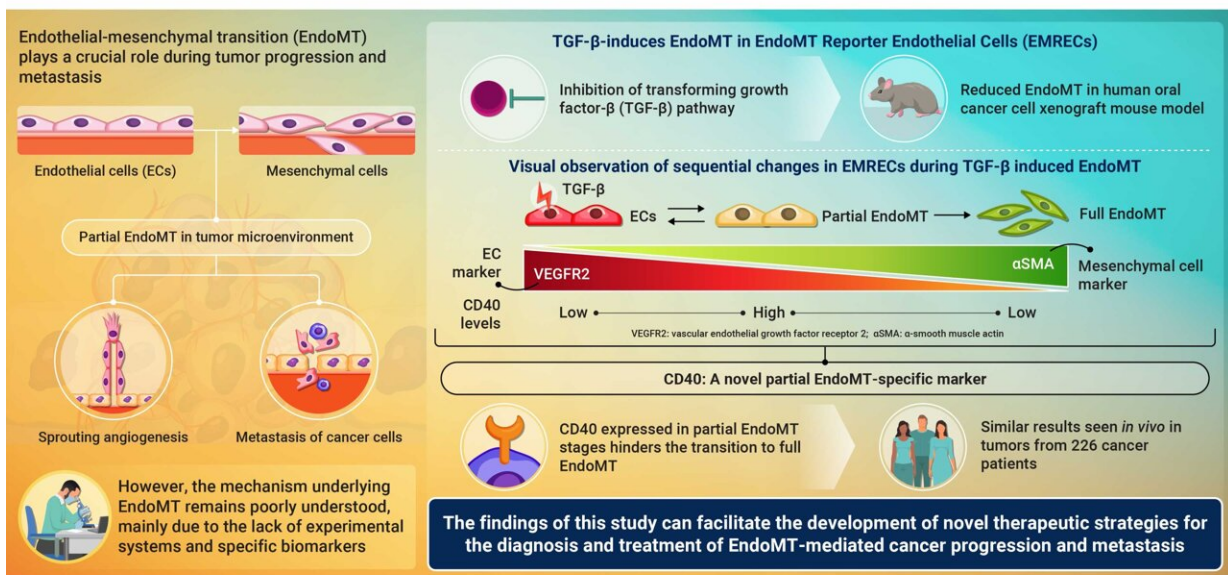 Endothelial-mesenchymal transition (EndoMT)
plays a crucial role during tumor progression and
metastasis
Endothelial cells (ECs)
Mesenchymal cells
Partial EndoMT in tumor microenvironment
Sprouting angiogenesis
Metastasis of cancer cells
However, the mechanism underlying
EndoMT remains poorly understood,
mainly due to the lack of experimental
systems and specific biomarkers
TGF-β-induces EndoMT in EndoMT Reporter Endothelial Cells (EMRECs)
Inhibition of transforming growth
factor-β (TGF-β) pathway
Reduced EndoMT in human oral
cancer cell xenograft mouse model
Visual observation of sequential changes in EMRECs during TGF-β induced EndoMT
TGF-β
ECs
Partial EndoMT
Full EndoMT
EC
marker
VEGFR2
αSMA
Mesenchymal cell
marker
CD40
levels
Low
High
Low
VEGFR2: vascular endothelial growth factor receptor 2; αSMA: α-smooth muscle actin
CD40: A novel partial EndoMT-specific marker
CD40 expressed in partial EndoMT
stages hinders the transition to full
EndoMT
Similar results seen in vivo in
tumors from 226 cancer
patients
The findings of this study can facilitate the development of novel therapeutic strategies for
the diagnosis and treatment of EndoMT-mediated cancer progression and metastasis